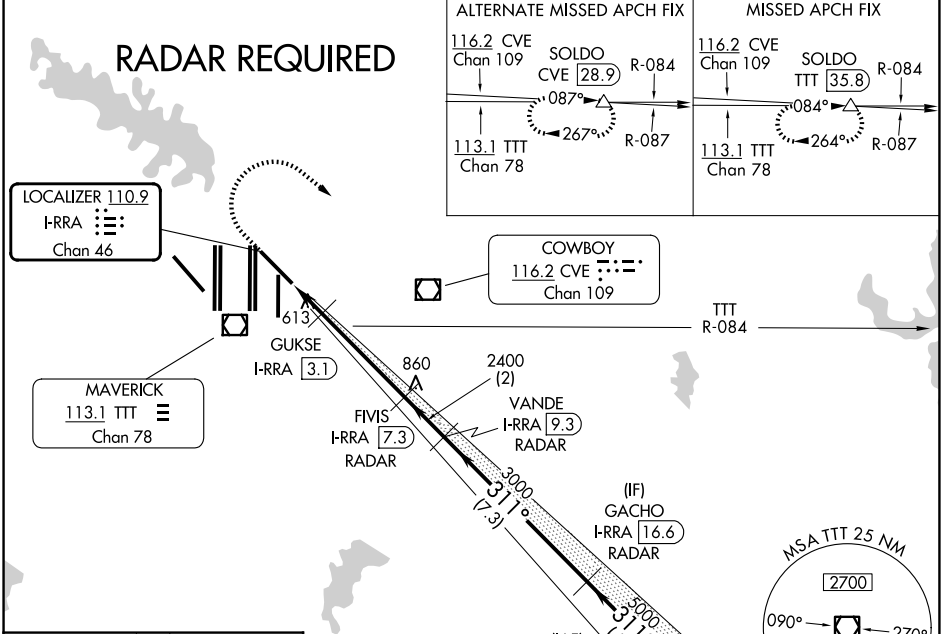 RADAR REQUIRED
ALTERNATE MISSED APCH FIX
116.2 CVE
Chan 109
SOLDO
CVE 28.9
R-084
087°
267°
113.1 TTT
Chan 78
R-087
MISSED APCH FIX
116.2 CVE
Chan 109
SOLDO
TTT 35.8
R-084
084°
264°
113.1 TTT
Chan 78
R-087
LOCALIZER 110.9
I-RRA
Chan 46
COWBOY
116.2 CVE
Chan 109
TTT
R-084
613
GUKSE
I-RRA 3.1
MAVERICK
113.1 TTT
Chan 78
860
2400
(2)
FIVIS
I-RRA 7.3
RADAR
VANDE
I-RRA 9.3
RADAR
3000
311°
(7.3)
(IF)
GACHO
I-RRA 16.6
RADAR
5000
311
MSA TTT 25 NM
2700
090°
270°